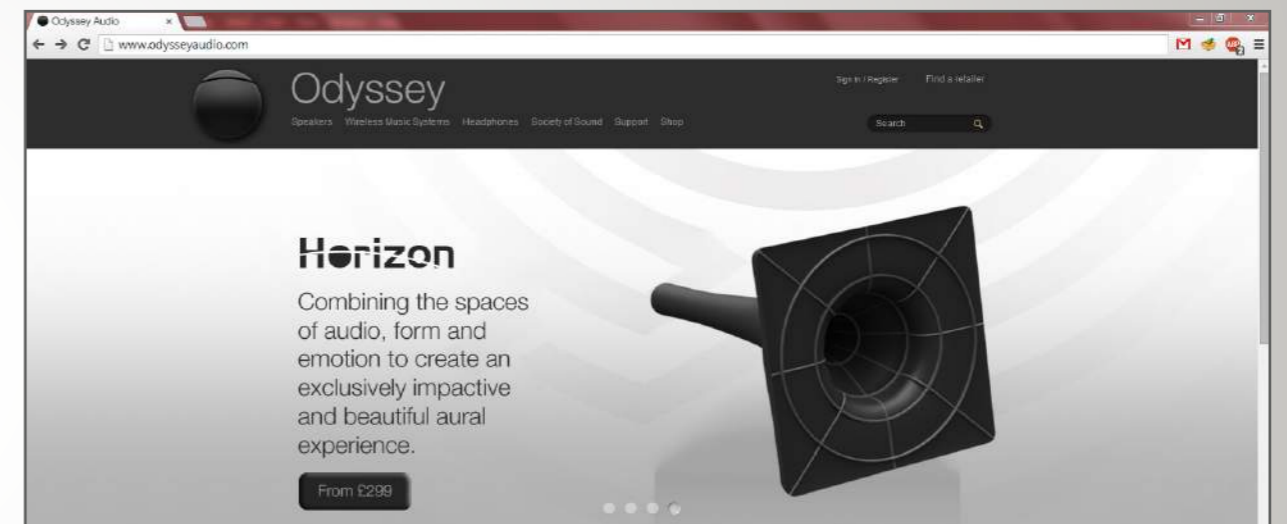 Odyssey Audio
www.odysseyaudio.com
Odyssey
Sign In / Register Find a retailer
Speakers Wireless Music Systems Headphones Society of Sound Support Shop
Search
Horizon
Combining the spaces
of audio, form and
emotion to create an
exclusively impactive
and beautiful aural
experience.
From £299